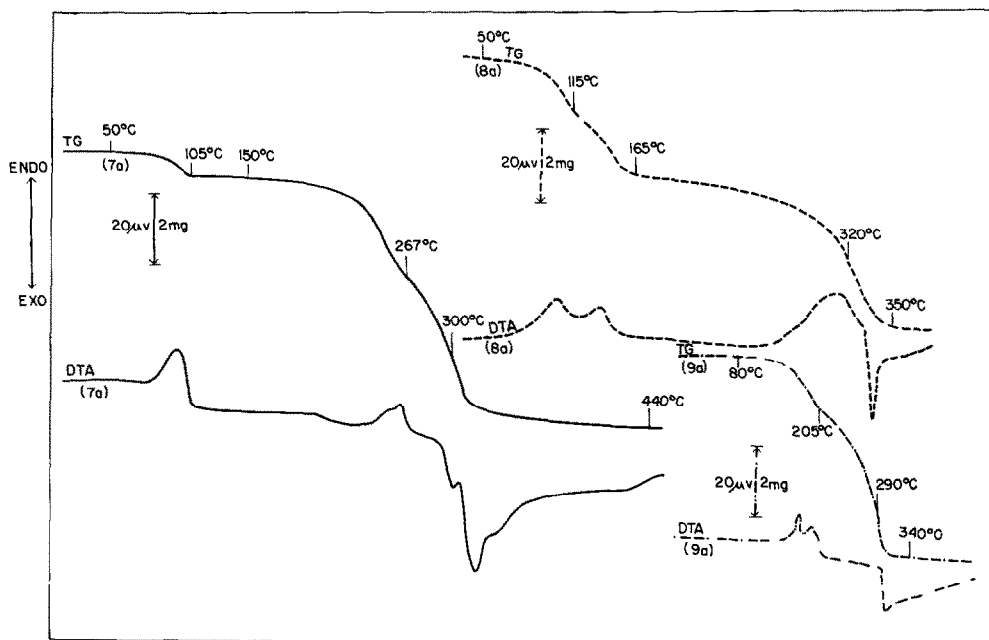 50°C
TG
(8a)
115°C
165°C
20μv 2mg
320°C
350°C
DTA
(8a)
TG
50°C
(7a)
105°C
150°C
ENDO
EXO
20μv 2mg
267°C
300°C
440°C
DTA
(7a)
TG
(9a)
80°C
205°C
20μv 2mg
290°C
340°0
DTA
(9a)